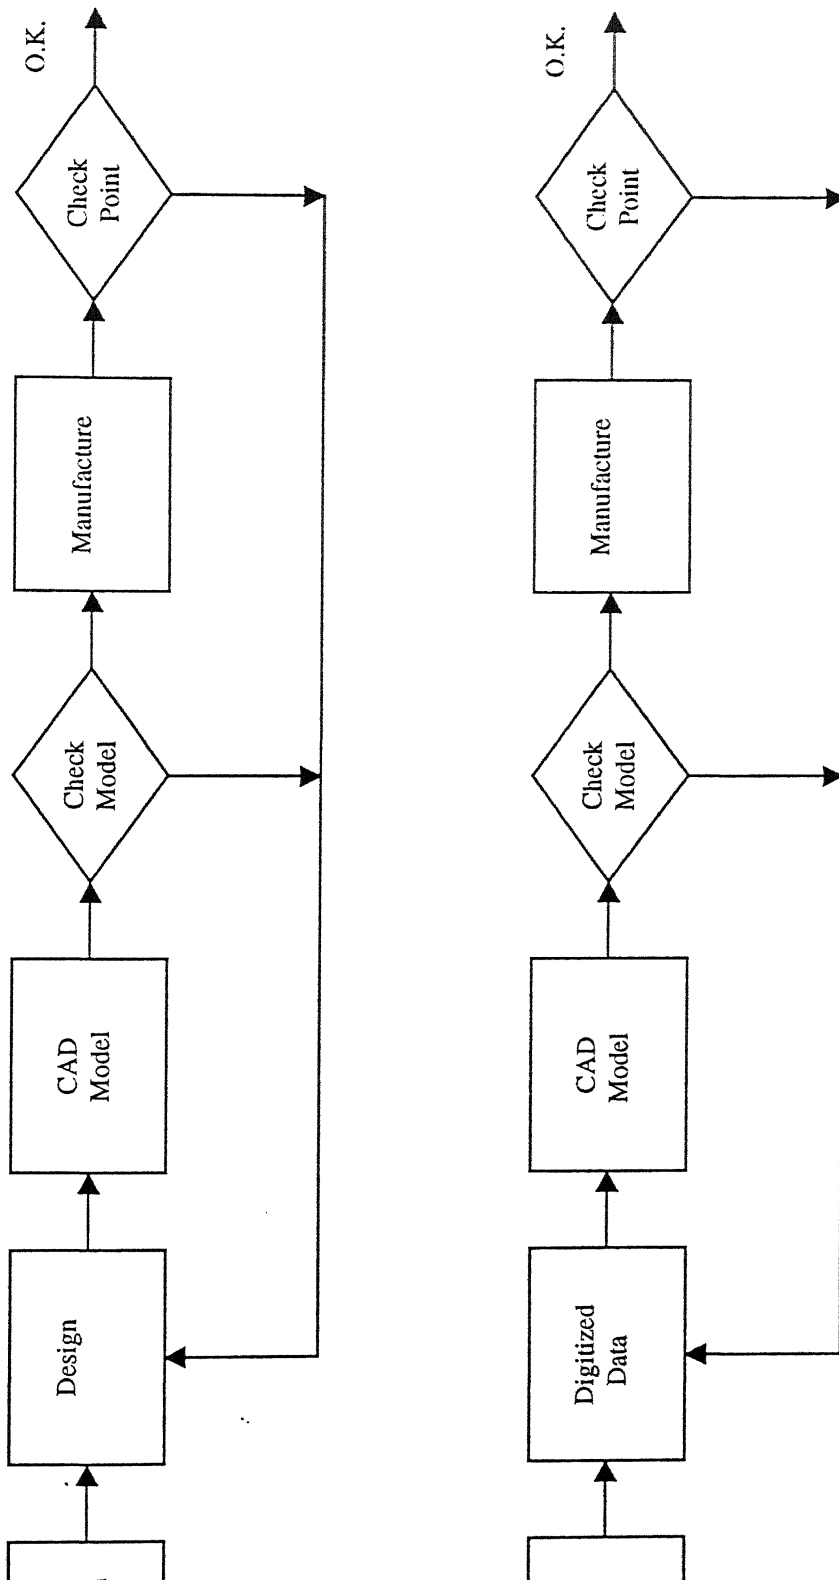 Design
CAD
Model
Check
Model
Manufacture
Check
Point
O.K.
Digitized
Data
CAD
Model
Check
Model
Manufacture
Check
Point
O.K.